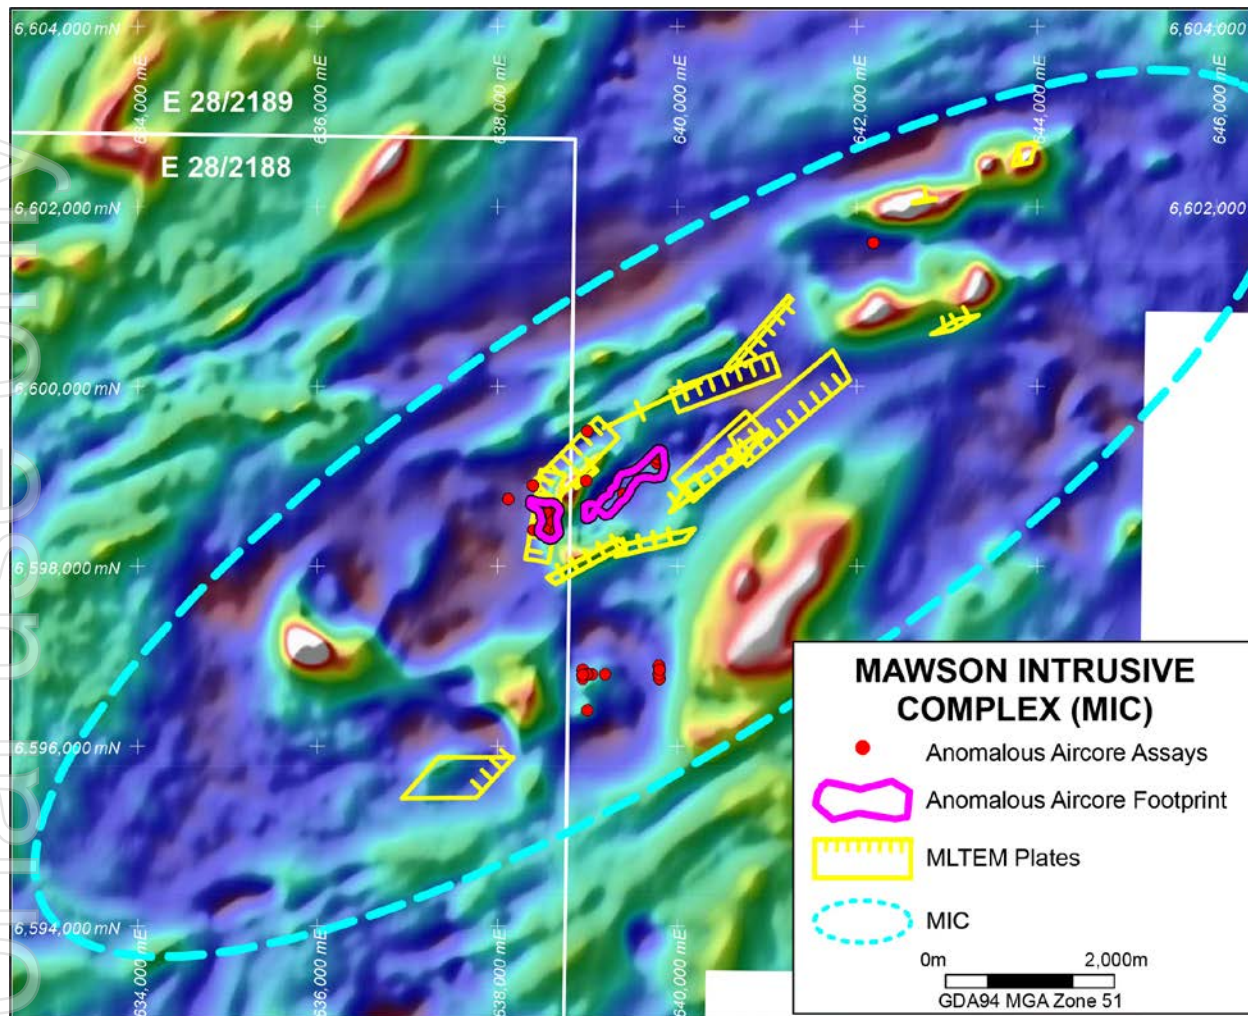 6,604,000 mN
6,604,000
634,000 mE
636,000 mE
638,000 mE
640,000 mE
642,000 mE
644,000 mE
646,000 mE
E 28/2189
E 28/2188
6,602,000 mN
6,602,000
6,600,000 mN
6,598,000 mN
6,596,000 mN
6,594,000 mN
634,000 mE
636,000 mE
638,000 mE
640,000 mE
MAWSON INTRUSIVE
COMPLEX (MIC)
Anomalous Aircore Assays
Anomalous Aircore Footprint
MLTEM Plates
MIC
0m 2,000m
GDA94 MGA Zone 51
use only